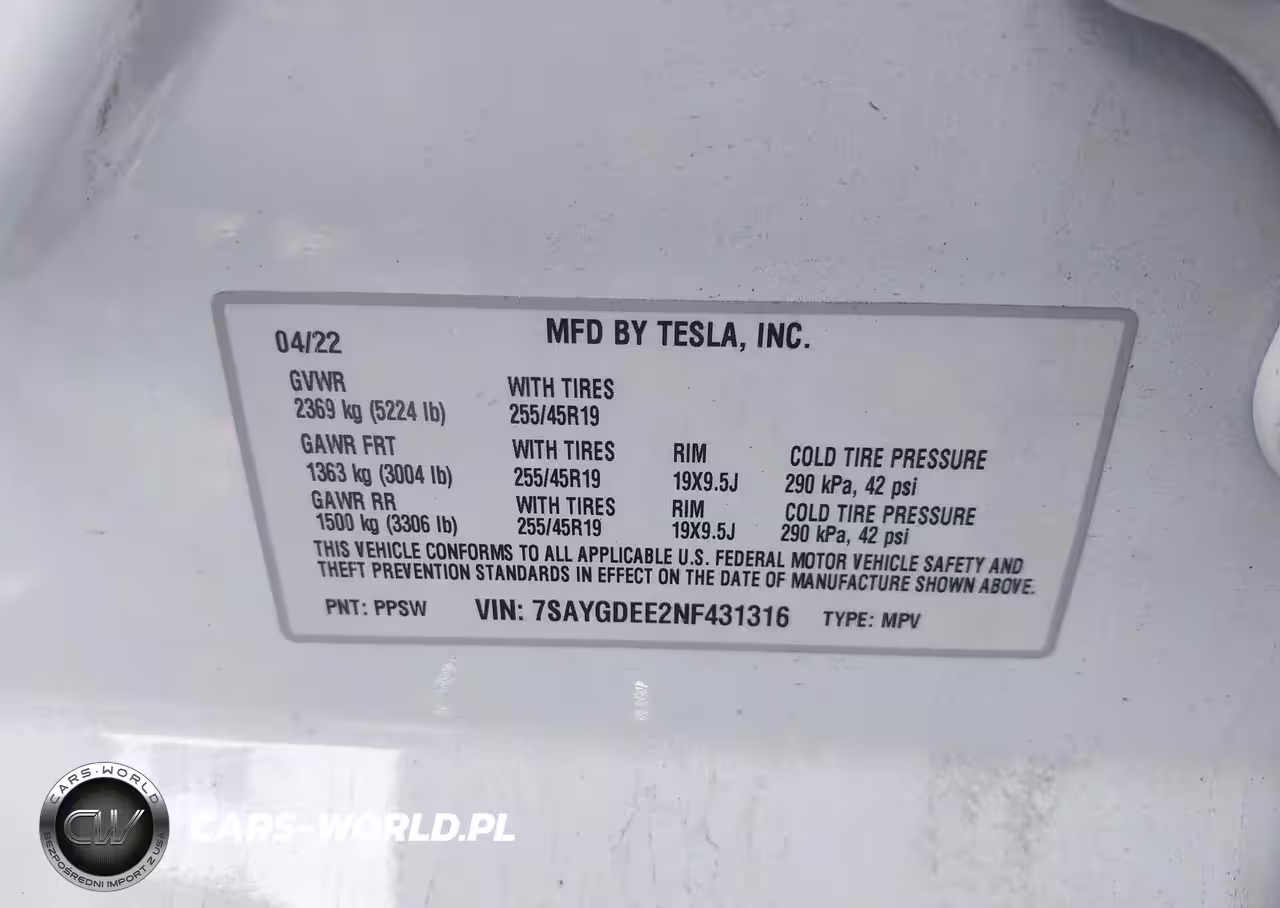 04/22 MFD BY TESLA, INC.
GVWR WITH TIRES
2369 kg (5224 lb) 255/45R19
GAWR FRT WITH TIRES RIM COLD TIRE PRESSURE
1363 kg (3004 lb) 255/45R19 19X9.5J 290 kPa, 42 psi
GAWR RR WITH TIRES RIM COLD TIRE PRESSURE
1500 kg (3306 lb) 255/45R19 19X9.5J 290 kPa, 42 psi
THIS VEHICLE CONFORMS TO ALL APPLICABLE U.S. FEDERAL MOTOR VEHICLE SAFETY AND
THEFT PREVENTION STANDARDS IN EFFECT ON THE DATE OF MANUFACTURE SHOWN ABOVE.
PNT: PPSW VIN: 7SAYGDEE2NF431316 TYPE: MPV
CARS-WORLD
CW
BEZPOŚREDNI IMPORT Z USA
CARS-WORLD.PL